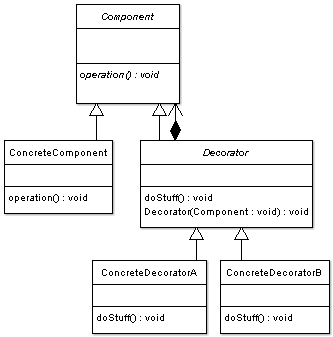 Component
operation() : void
ConcreteComponent
operation() : void
Decorator
doStuff() : void
Decorator(Component : void) : void
ConcreteDecoratorA
doStuff() : void
ConcreteDecoratorB
doStuff() : void